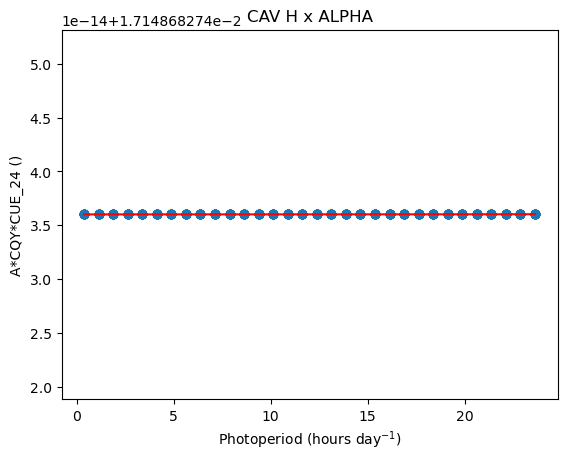 CAV H x ALPHA
1e−14+1.714868274e−2
5.0
4.5
4.0
3.5
3.0
2.5
2.0
A*CQY*CUE_24 ()
0 5 10 15 20
Photoperiod (hours day⁻¹)